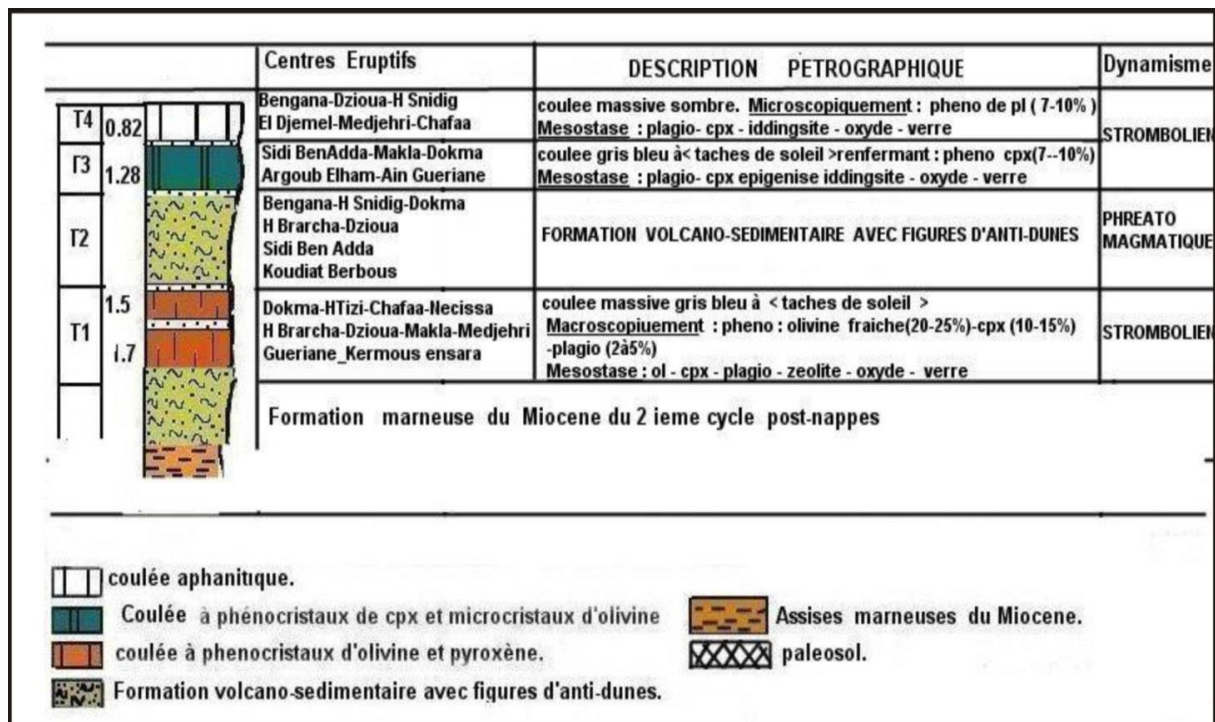 Centres Eruptifs
DESCRIPTION PETROGRAPHIQUE
Dynamisme
T4
0.82
Bengana-Dzioua-H Snidig
El Djemel-Medjehri-Chafaa
coulee massive sombre. Microscopiquement : pheno de pl ( 7-10% )
Mesostase : plagio- cpx - iddingsite - oxyde - verre
STROMBOLIEN
T3
1.28
Sidi BenAdda-Makla-Dokma
Argoub Elham-Ain Gueriane
coulee gris bleu à< taches de soleil >renfermant : pheno cpx(7--10%)
Mesostase : plagio- cpx epigenise iddingsite - oxyde - verre
T2
Bengana-H Snidig-Dokma
H Brarcha-Dzioua
Sidi Ben Adda
Koudiat Berbous
FORMATION VOLCANO-SEDIMENTAIRE AVEC FIGURES D'ANTI-DUNES
PHREATO
MAGMATIQUE
T1
1.5
1.7
Dokma-HTizi-Chafaa-Necissa
H Brarcha-Dzioua-Makla-Medjehri
Gueriane_Kermous ensara
coulee massive gris bleu à < taches de soleil >
Macroscopiuement : pheno : olivine fraiche(20-25%)-cpx (10-15%)
-plagio (2à5%)
Mesostase : ol - cpx - plagio - zeolite - oxyde - verre
STROMBOLIEN
Formation marneuse du Miocene du 2 ieme cycle post-nappes
coulée aphanitique.
Coulée à phénocristaux de cpx et microcristaux d'olivine
coulée à phenocristaux d'olivine et pyroxène.
Formation volcano-sedimentaire avec figures d'anti-dunes.
Assises marneuses du Miocene.
paleosol.